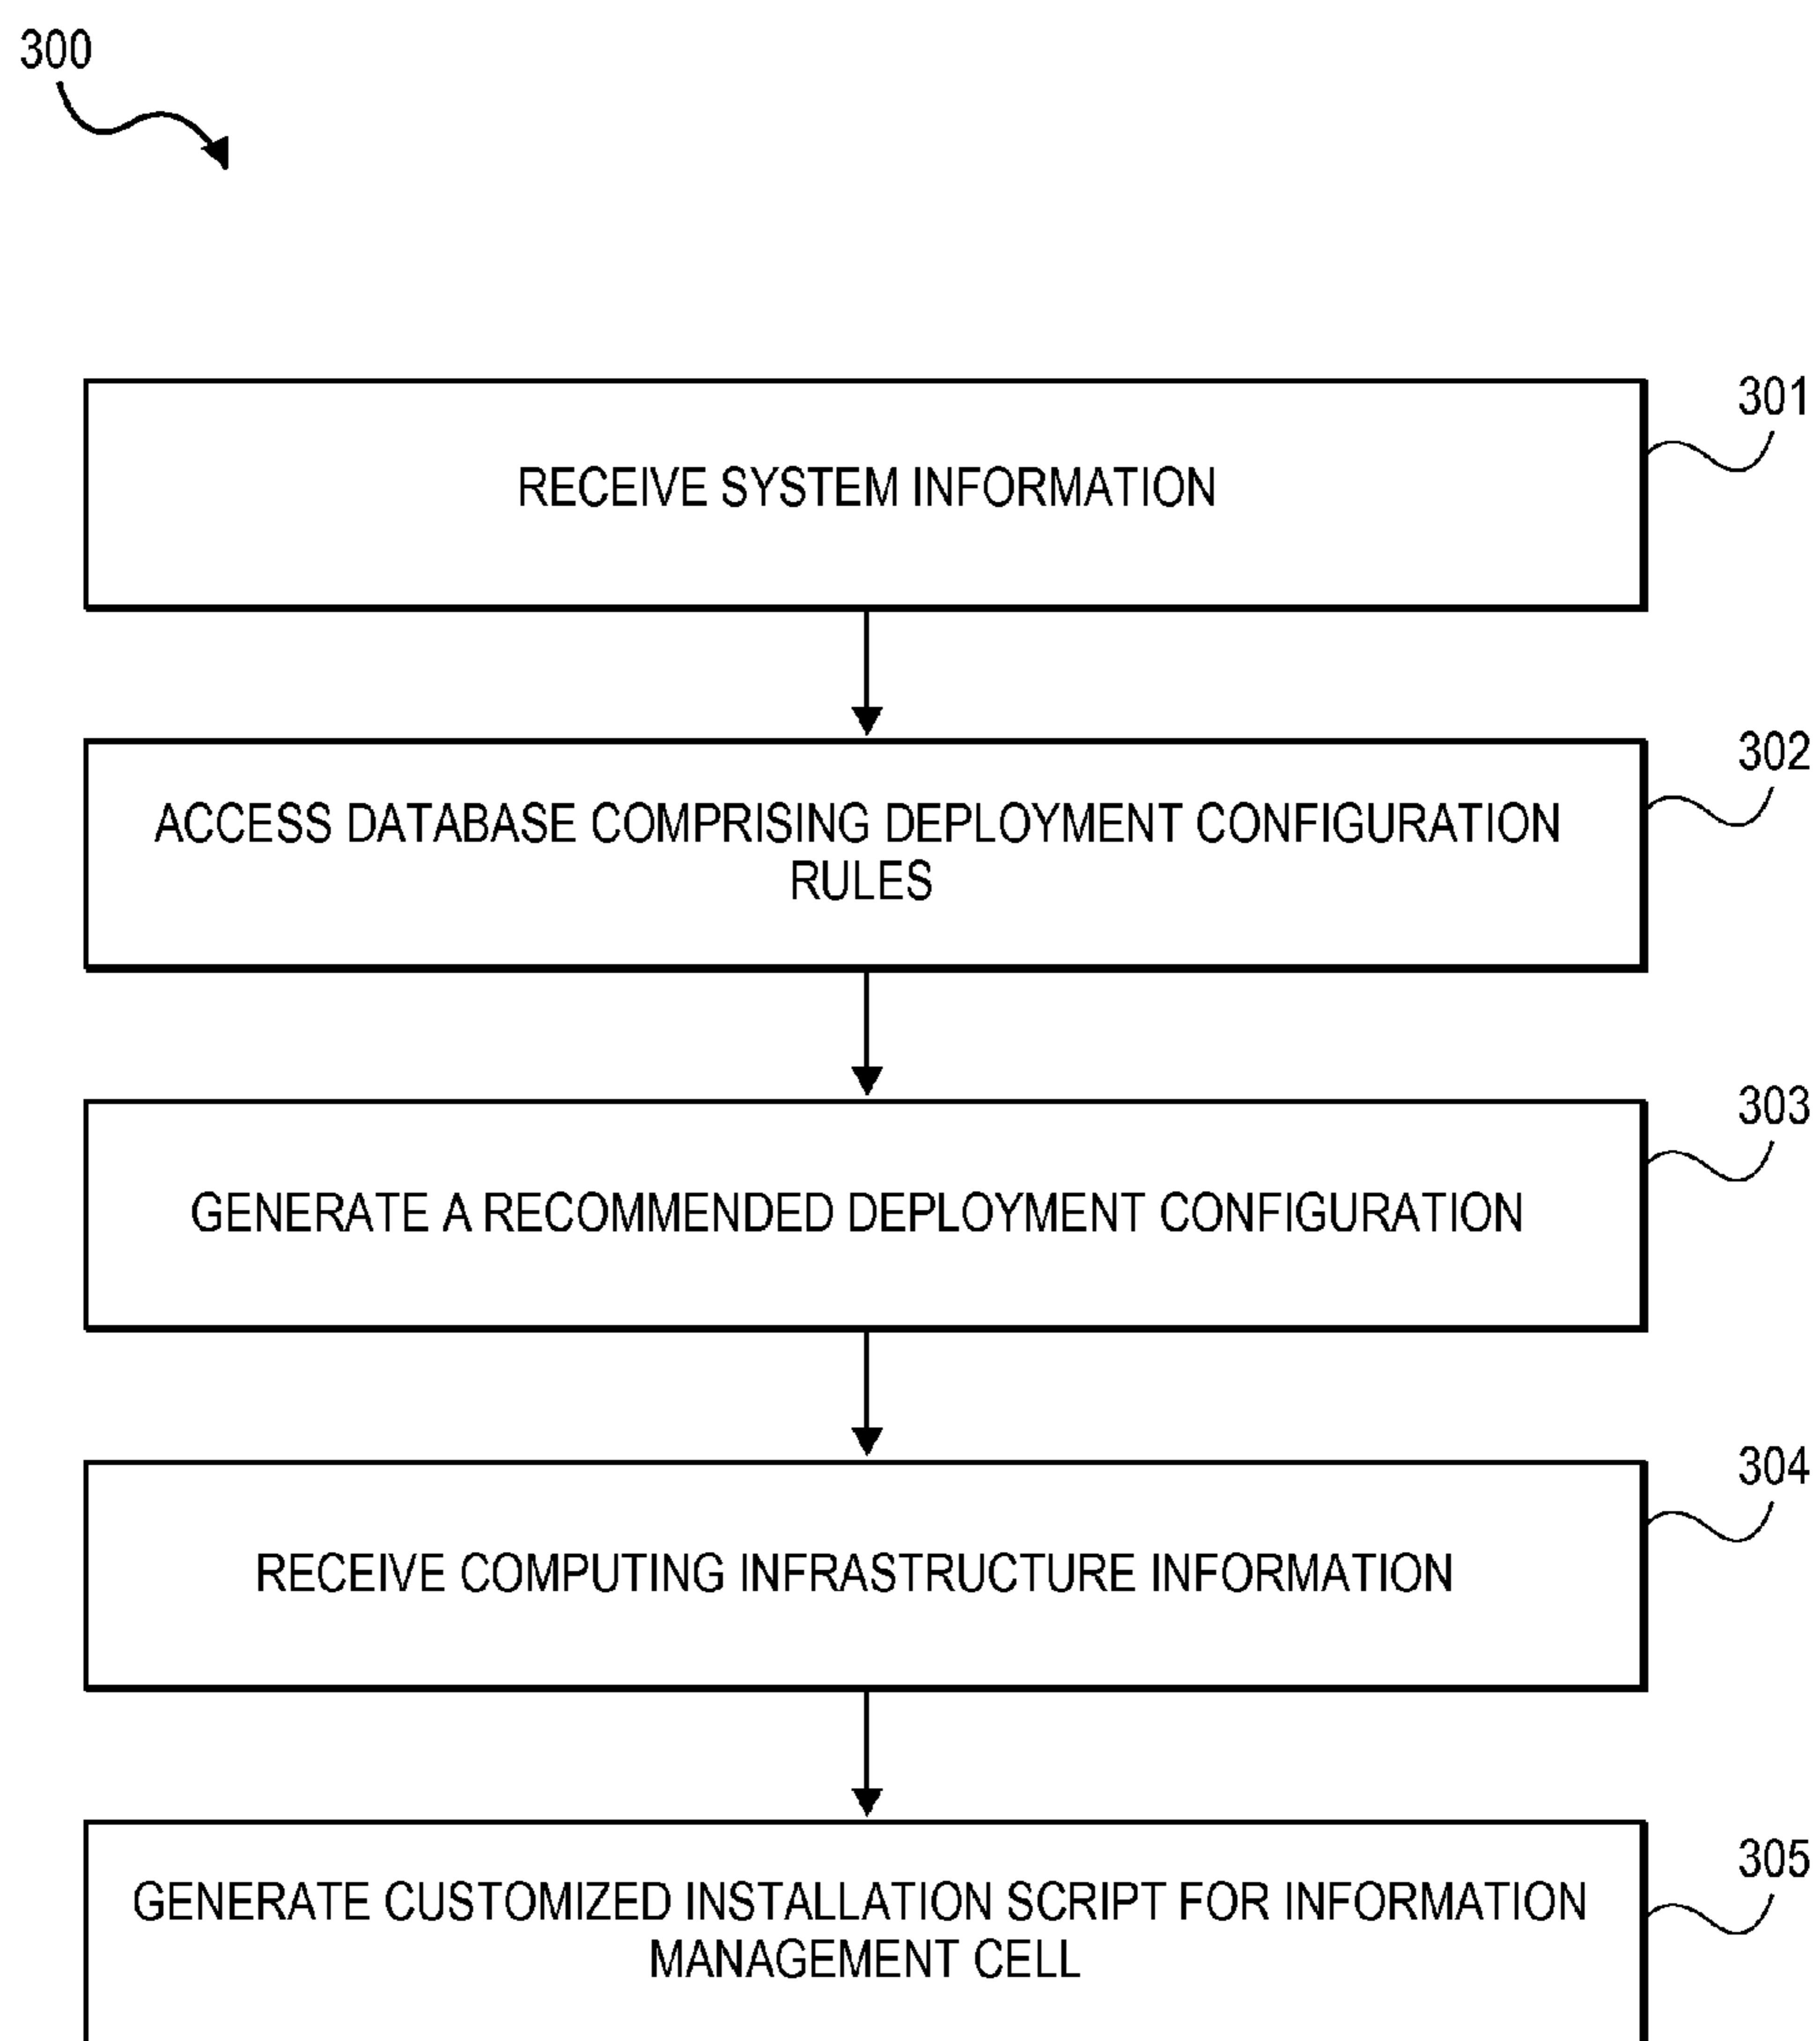 300
301
RECEIVE SYSTEM INFORMATION
302
ACCESS DATABASE COMPRISING DEPLOYMENT CONFIGURATION
RULES
303
GENERATE A RECOMMENDED DEPLOYMENT CONFIGURATION
304
RECEIVE COMPUTING INFRASTRUCTURE INFORMATION
305
GENERATE CUSTOMIZED INSTALLATION SCRIPT FOR INFORMATION
MANAGEMENT CELL